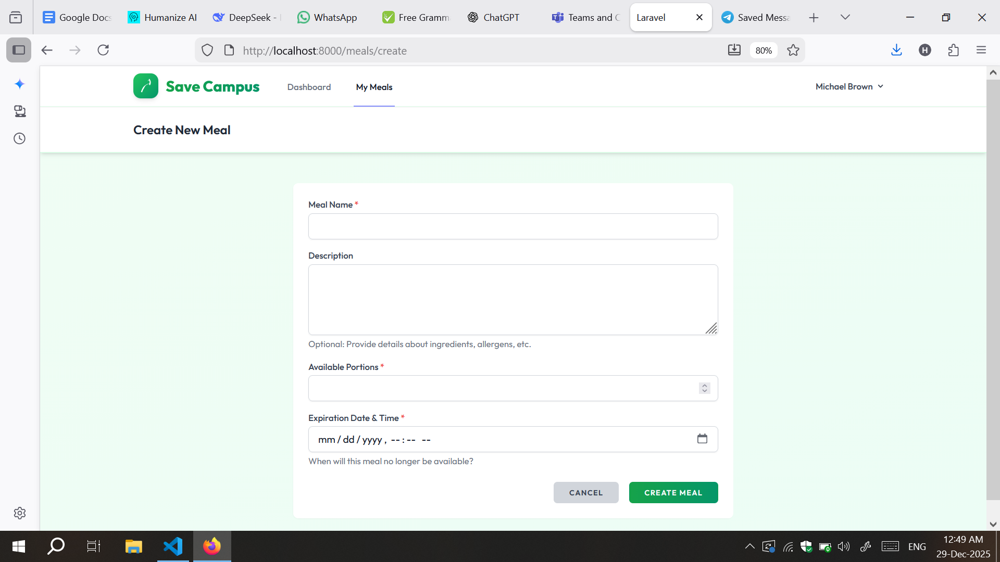 Google Docs
Humanize AI
DeepSeek -
WhatsApp
Free Gramm
ChatGPT
Teams and C
Laravel
Saved Messa
http://localhost:8000/meals/create
80%
H
Save Campus
Dashboard
My Meals
Michael Brown
Create New Meal
Meal Name *
Description
Optional: Provide details about ingredients, allergens, etc.
Available Portions *
Expiration Date & Time *
mm / dd / yyyy , -- : -- --
When will this meal no longer be available?
CANCEL
CREATE MEAL
ENG
12:49 AM
29-Dec-2025